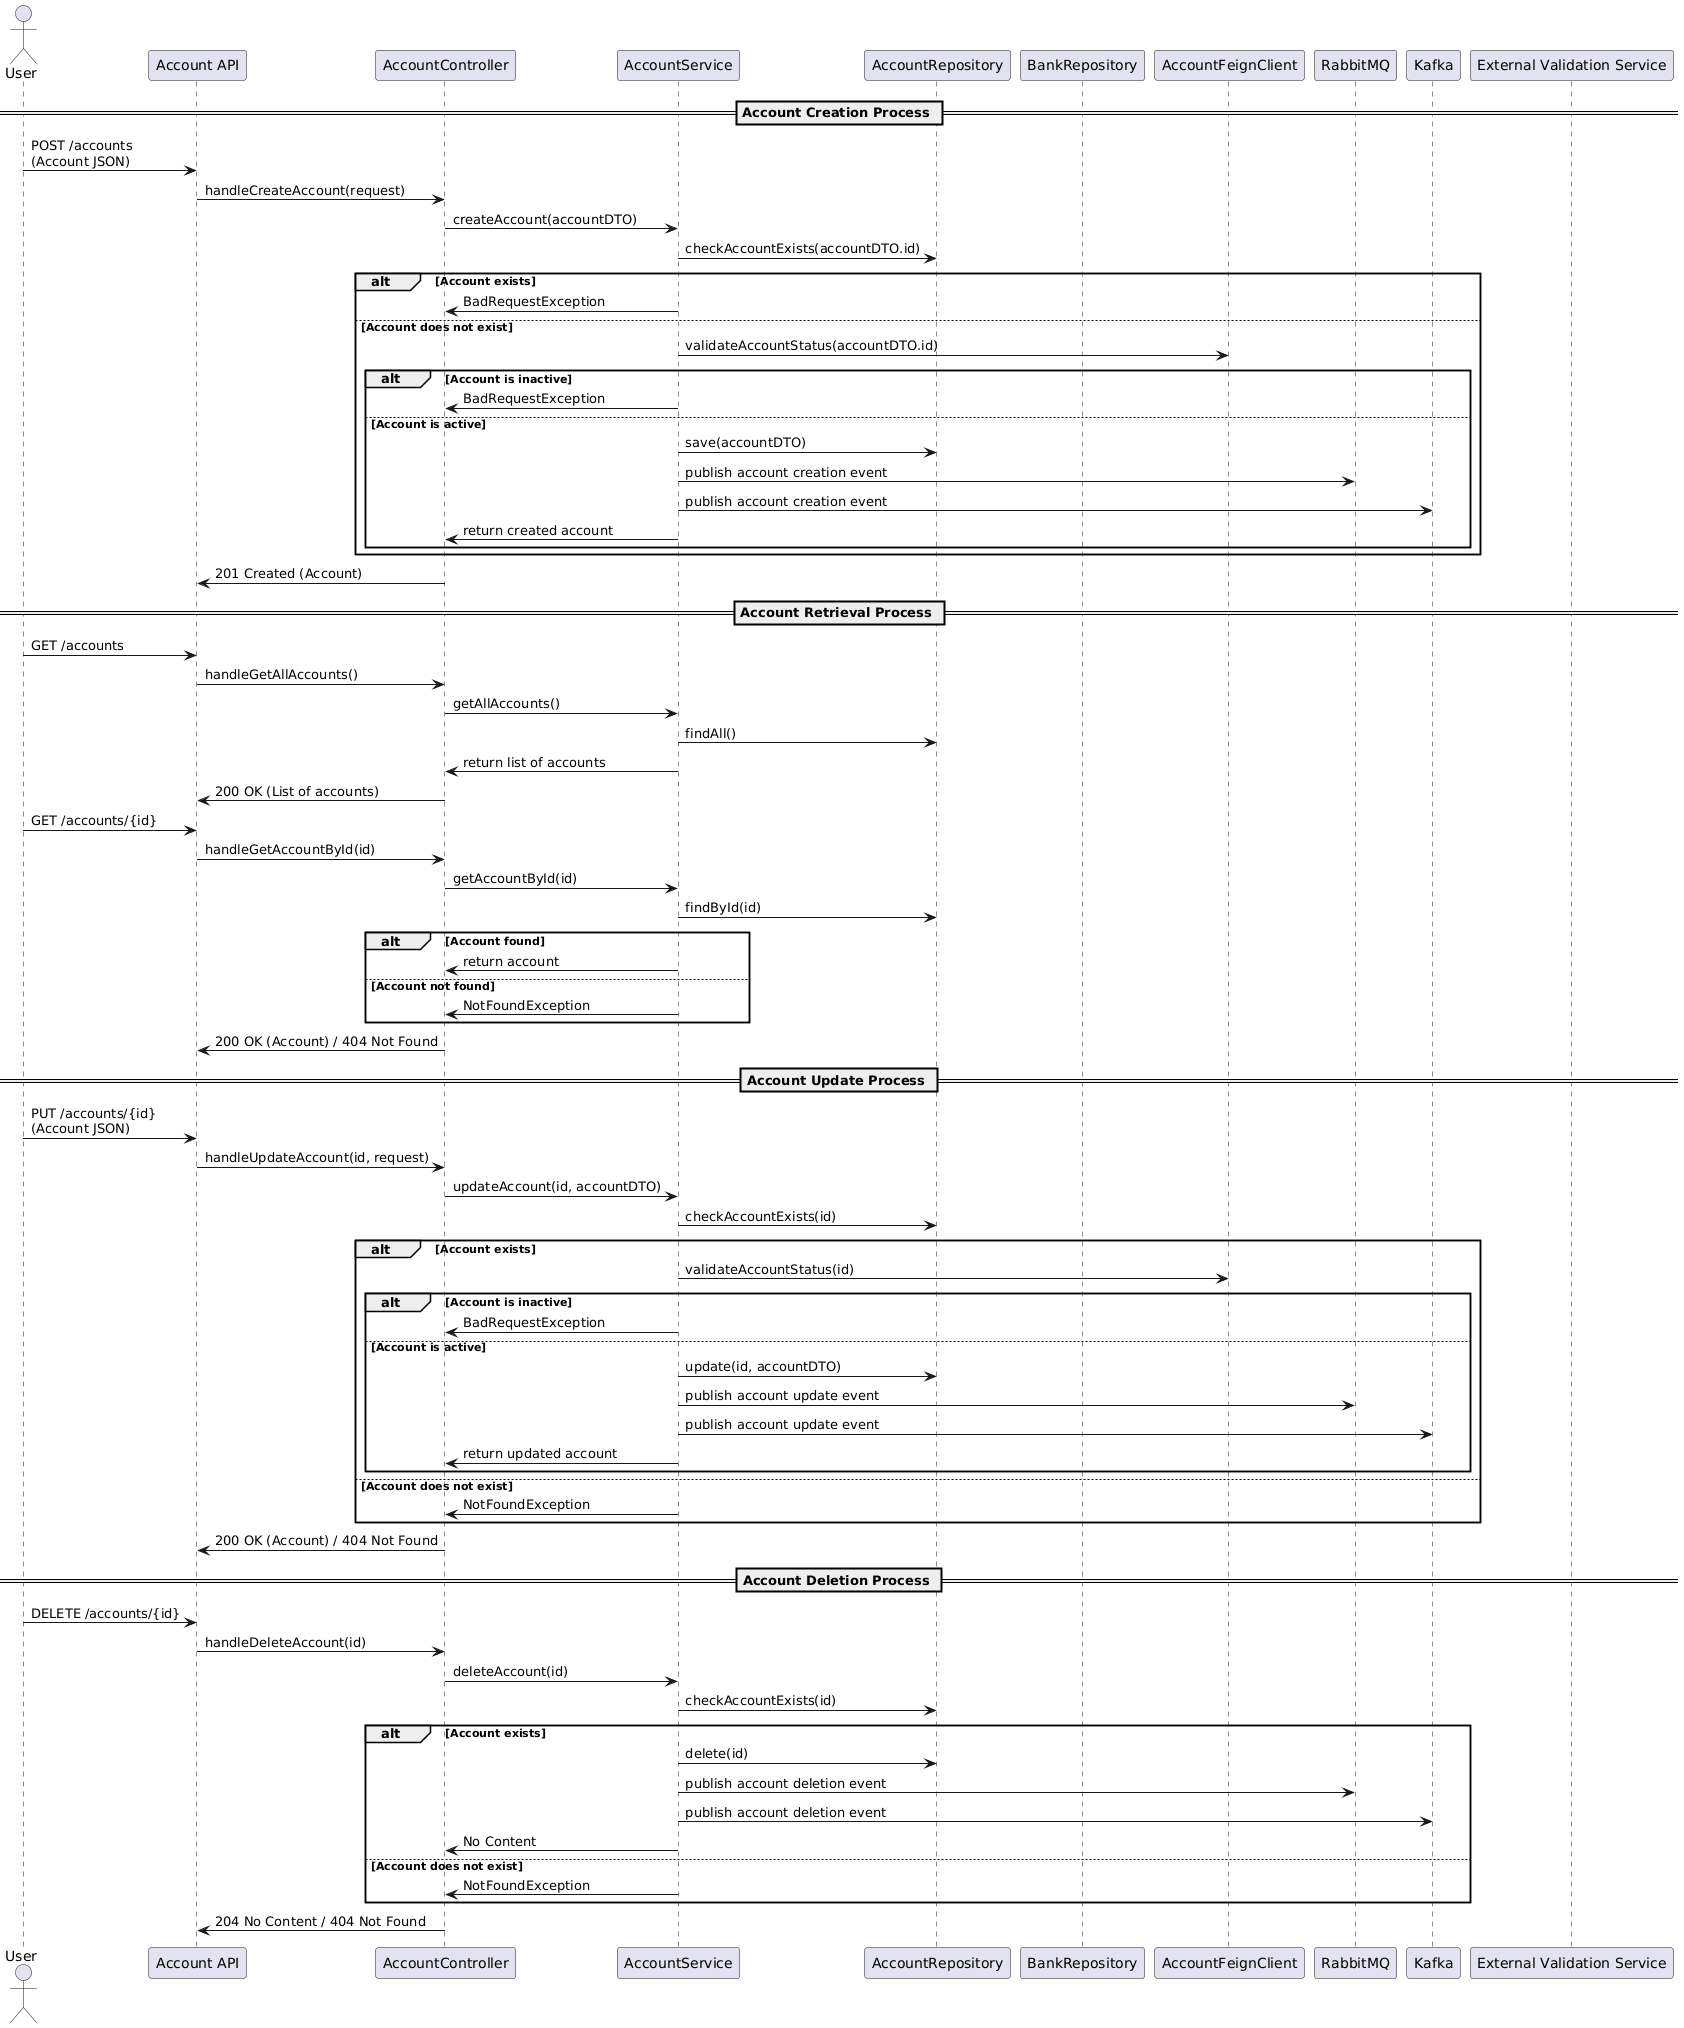 User
Account API
AccountController
AccountService
AccountRepository
BankRepository
AccountFeignClient
RabbitMQ
Kafka
External Validation Service
Account Creation Process
POST /accounts
(Account JSON)
handleCreateAccount(request)
createAccount(accountDTO)
checkAccountExists(accountDTO.id)
alt [Account exists]
BadRequestException
[Account does not exist]
validateAccountStatus(accountDTO.id)
alt [Account is inactive]
BadRequestException
[Account is active]
save(accountDTO)
publish account creation event
publish account creation event
return created account
201 Created (Account)
Account Retrieval Process
GET /accounts
handleGetAllAccounts()
getAllAccounts()
findAll()
return list of accounts
200 OK (List of accounts)
GET /accounts/{id}
handleGetAccountById(id)
getAccountById(id)
findById(id)
alt [Account found]
return account
[Account not found]
NotFoundException
200 OK (Account) / 404 Not Found
Account Update Process
PUT /accounts/{id}
(Account JSON)
handleUpdateAccount(id, request)
updateAccount(id, accountDTO)
checkAccountExists(id)
alt [Account exists]
validateAccountStatus(id)
alt [Account is inactive]
BadRequestException
[Account is active]
update(id, accountDTO)
publish account update event
publish account update event
return updated account
[Account does not exist]
NotFoundException
200 OK (Account) / 404 Not Found
Account Deletion Process
DELETE /accounts/{id}
handleDeleteAccount(id)
deleteAccount(id)
checkAccountExists(id)
alt [Account exists]
delete(id)
publish account deletion event
publish account deletion event
No Content
[Account does not exist]
NotFoundException
204 No Content / 404 Not Found
User
Account API
AccountController
AccountService
AccountRepository
BankRepository
AccountFeignClient
RabbitMQ
Kafka
External Validation Service